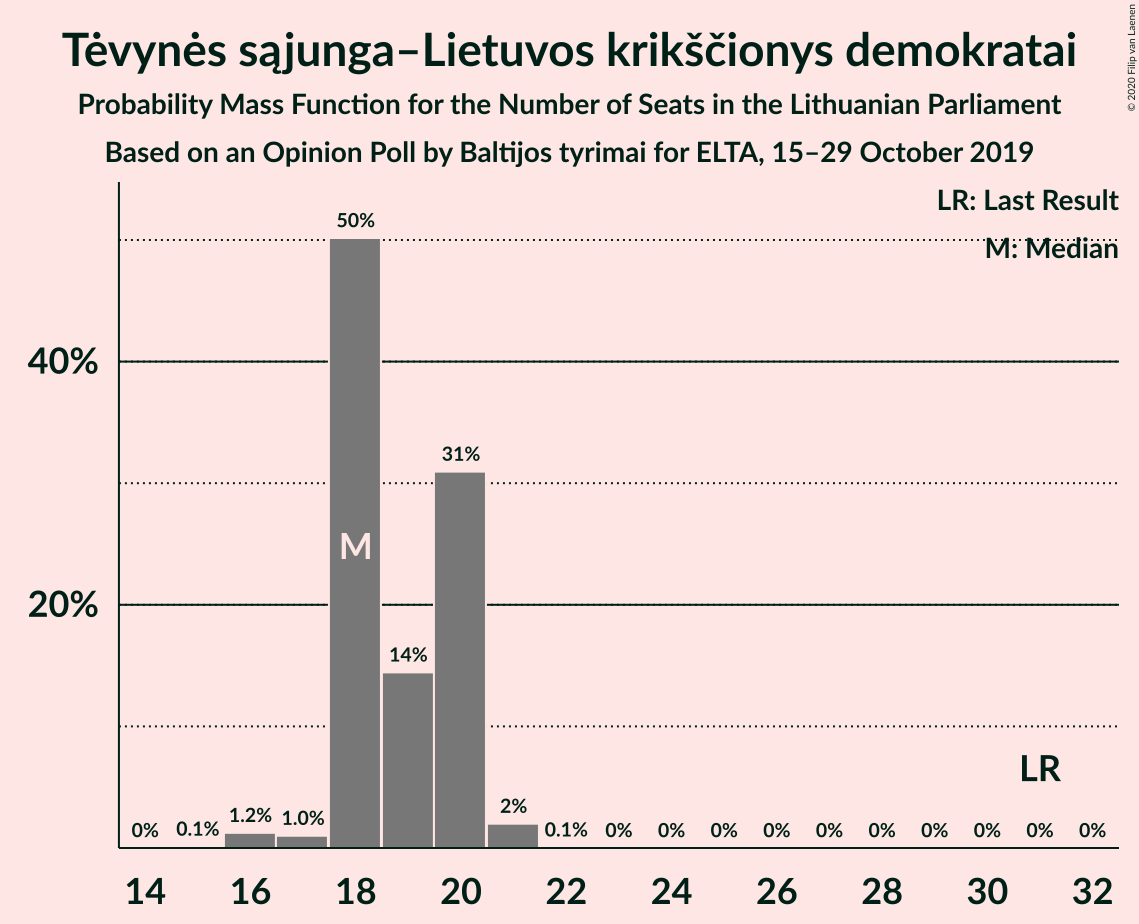 Tėvynės sąjunga–Lietuvos krikščionys demokratai
Probability Mass Function for the Number of Seats in the Lithuanian Parliament
Based on an Opinion Poll by Baltijos tyrimai for ELTA, 15–29 October 2019
© 2020 Filip van Laenen
LR: Last Result
M: Median
50%
40%
31%
M
20%
14%
LR
0% 0.1% 1.2% 1.0% 2% 0.1% 0% 0% 0% 0% 0% 0% 0% 0% 0% 0%
14 16 18 20 22 24 26 28 30 32